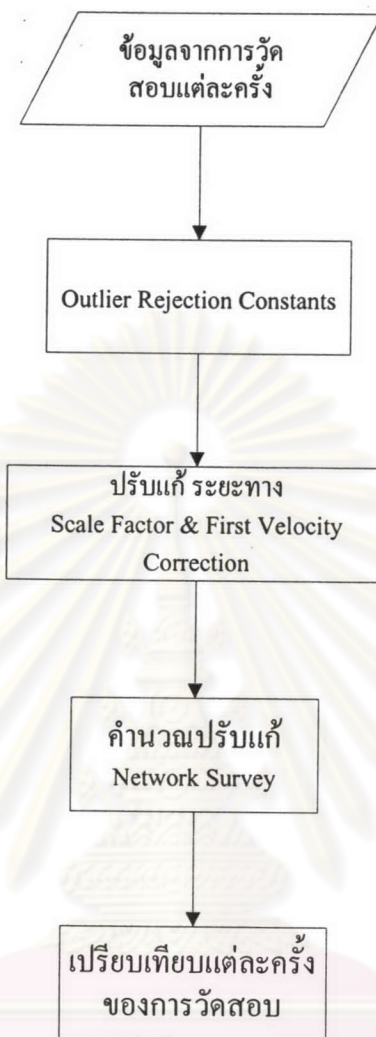 ข้อมูลจากการวัด
สอบแต่ละครั้ง
Outlier Rejection Constants
ปรับแก้ ระยะทาง
Scale Factor & First Velocity
Correction
คำนวณปรับแก้
Network Survey
เปรียบเทียบแต่ละครั้ง
ของการวัดสอบ